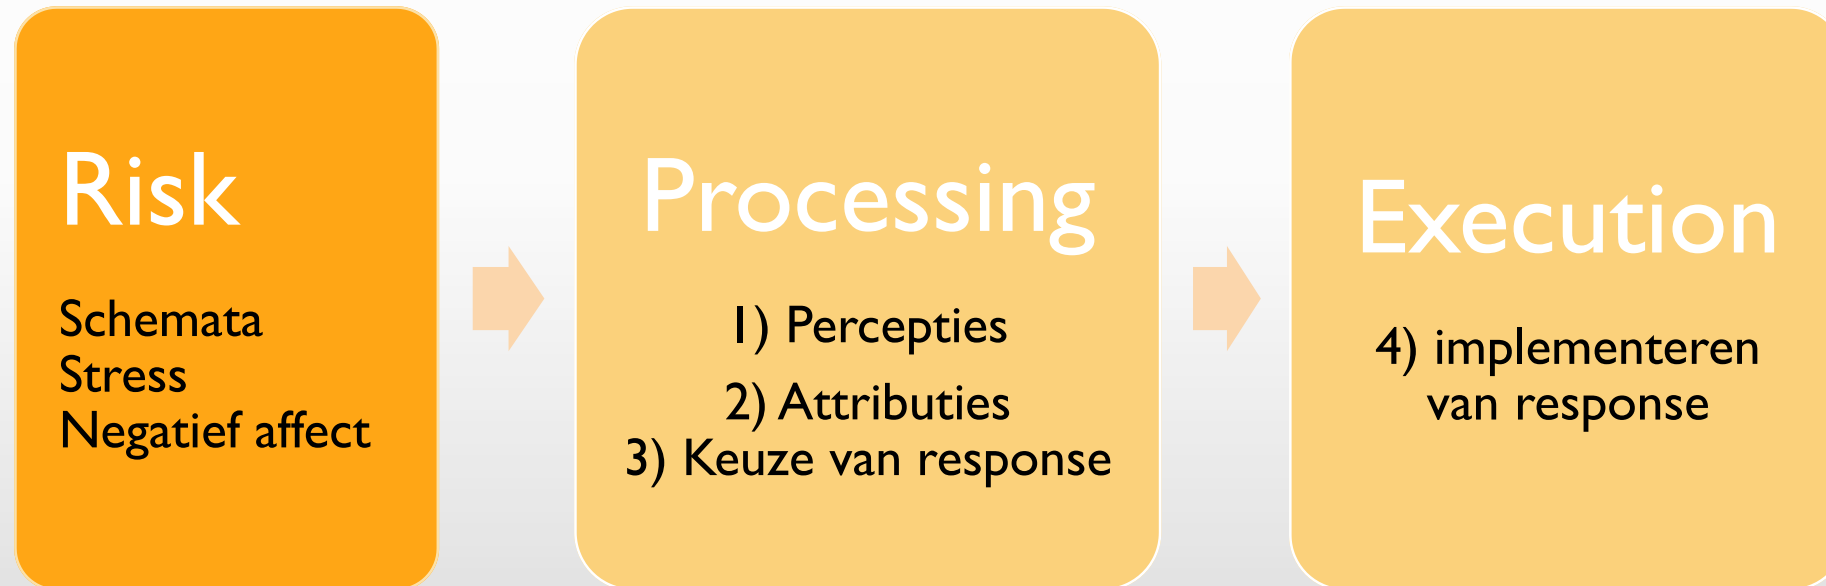 Risk
Schemata
Stress
Negatief affect
Processing
1) Percepties
2) Attributies
3) Keuze van response
Execution
4) implementeren
van response